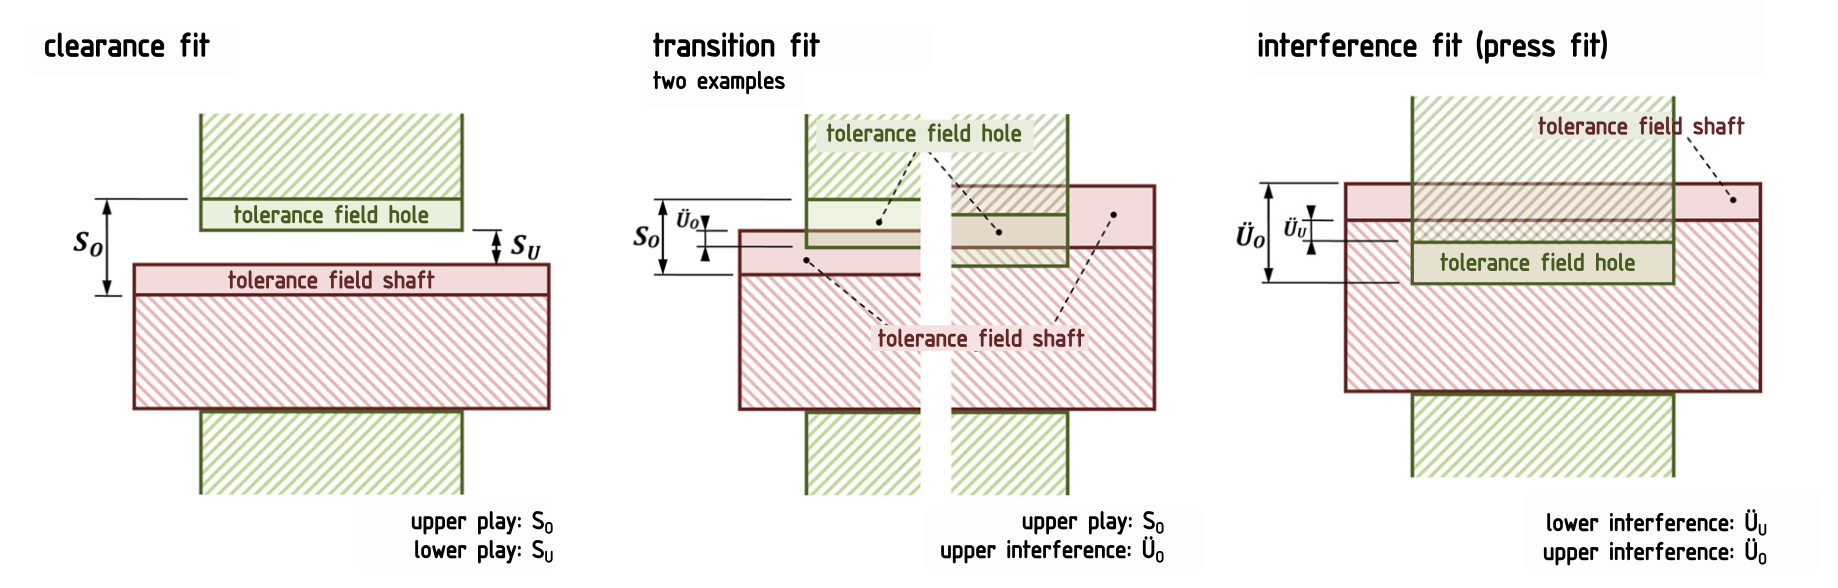 clearance fit
tolerance field hole
S_O
S_U
tolerance field shaft
upper play: S_O
lower play: S_U
transition fit
two examples
tolerance field hole
Ü_O
S_O
tolerance field shaft
upper play: S_O
upper interference: Ü_O
interference fit (press fit)
tolerance field shaft
Ü_U
Ü_O
tolerance field hole
lower interference: Ü_U
upper interference: Ü_O